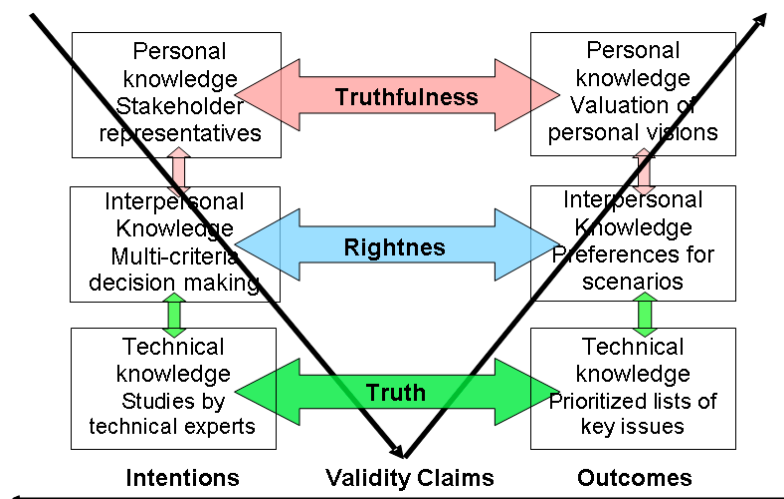 Personal
knowledge
Stakeholder
representatives
Truthfulness
Personal
knowledge
Valuation of
personal visions
Interpersonal
Knowledge
Multi-criteria
decision making
Rightnes
Interpersonal
Knowledge
Preferences for
scenarios
Technical
knowledge
Studies by
technical experts
Truth
Technical
knowledge
Prioritized lists of
key issues
Intentions
Validity Claims
Outcomes